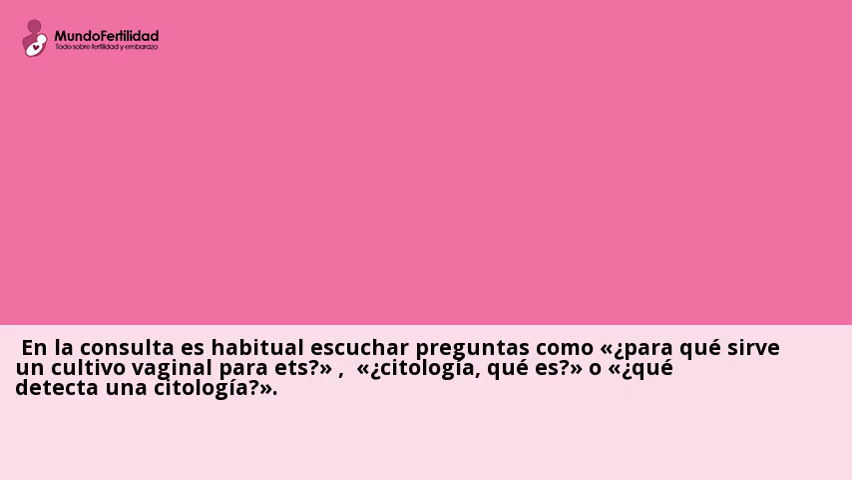 MundoFertilidad
Todo sobre fertilidad y embarazo
En la consulta es habitual escuchar preguntas como «¿para qué sirve
un cultivo vaginal para ets?» ,  «¿citología, qué es?» o «¿qué
detecta una citología?».